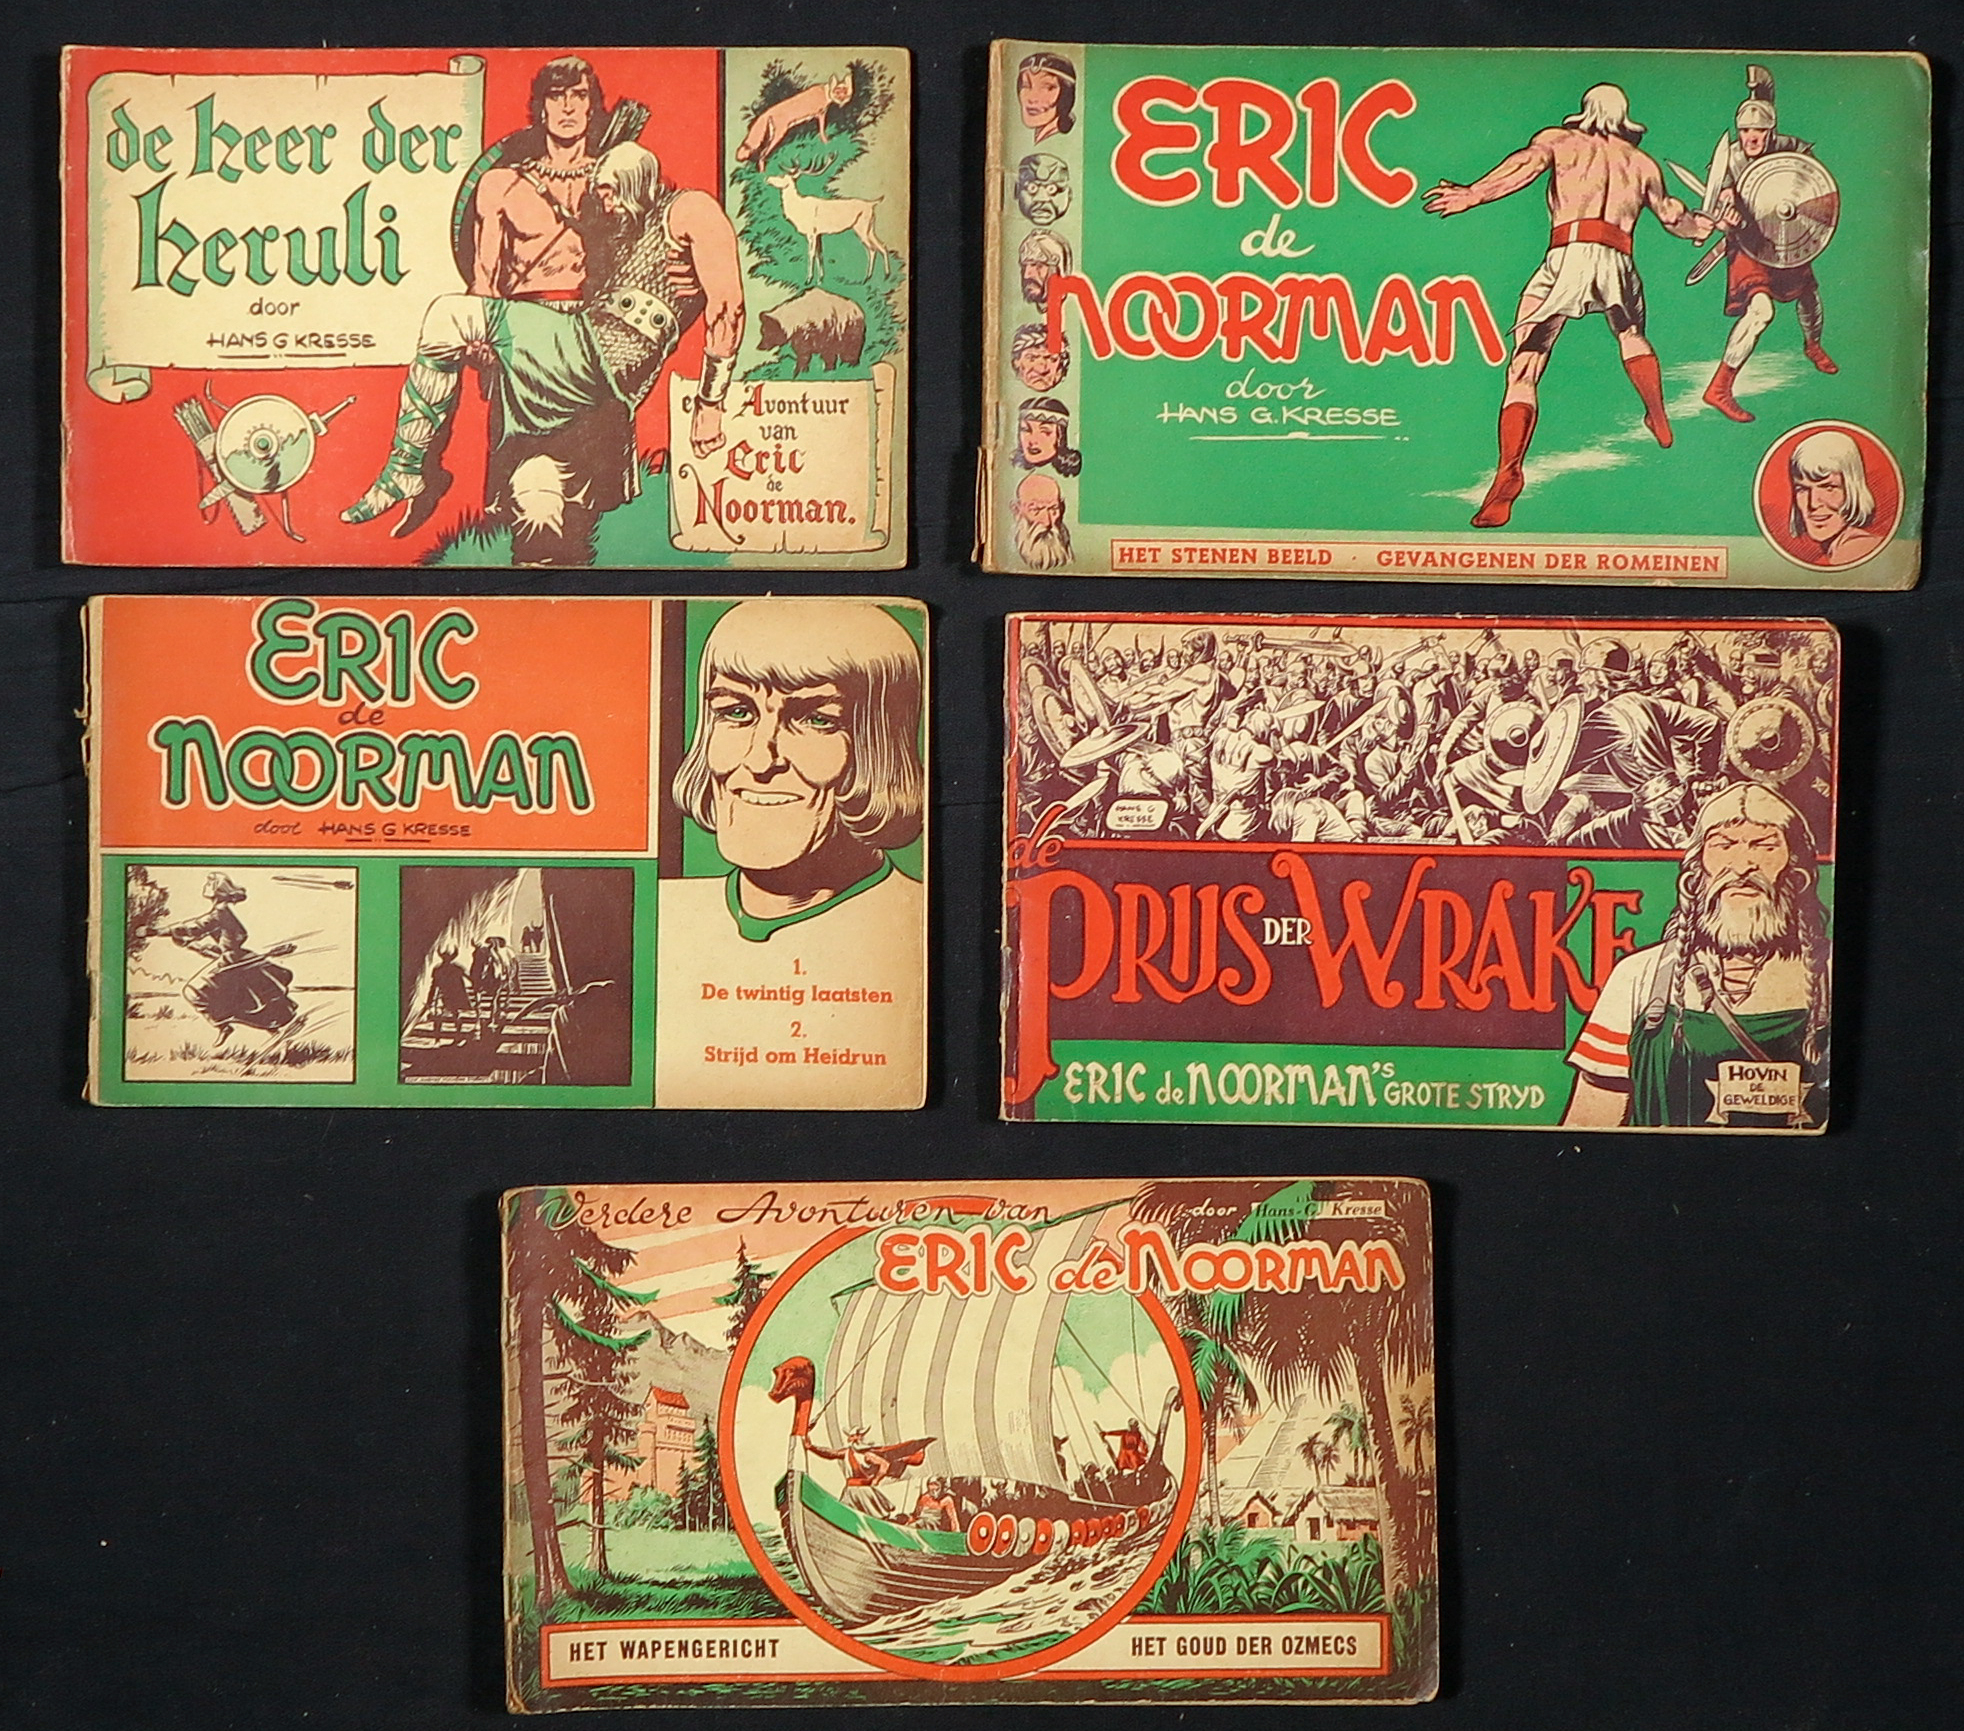 de heer der
heruli
door
HANS G KRESSE
Avontuur
van
Eric
de
Noorman.
ERIC
de
NOORMAN
door
HANS G. KRESSE
HET STENEN BEELD · GEVANGENEN DER ROMEINEN
ERIC
de
NOORMAN
door HANS G KRESSE
1.
De twintig laatsten
2.
Strijd om Heidrun
HANS G
KRESSE
de
PRIJS DER WRAKE
ERIC de NOORMAN'S GROTE STRYD
HOVIN
DE
GEWELDIGE
Verdere Avonturen van
door Hans-G. Kresse
ERIC de NOORMAN
HET WAPENGERICHT
HET GOUD DER OZMECS